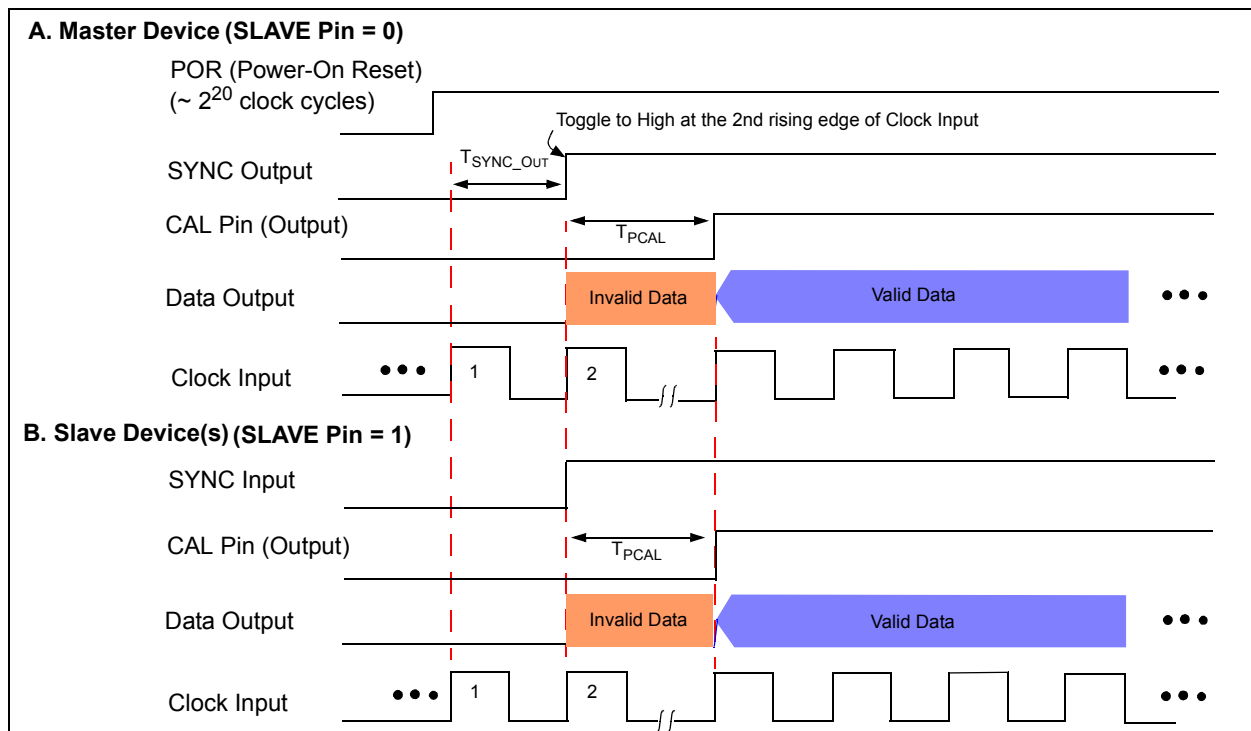 A. Master Device (SLAVE Pin = 0)
POR (Power-On Reset)
(~ 2²⁰ clock cycles)
Toggle to High at the 2nd rising edge of Clock Input
T_SYNC_OUT
SYNC Output
CAL Pin (Output)
T_PCAL
Data Output
Invalid Data
Valid Data
•••
Clock Input
•••
1
2
•••
B. Slave Device(s) (SLAVE Pin = 1)
SYNC Input
CAL Pin (Output)
T_PCAL
Data Output
Invalid Data
Valid Data
•••
Clock Input
•••
1
2
•••